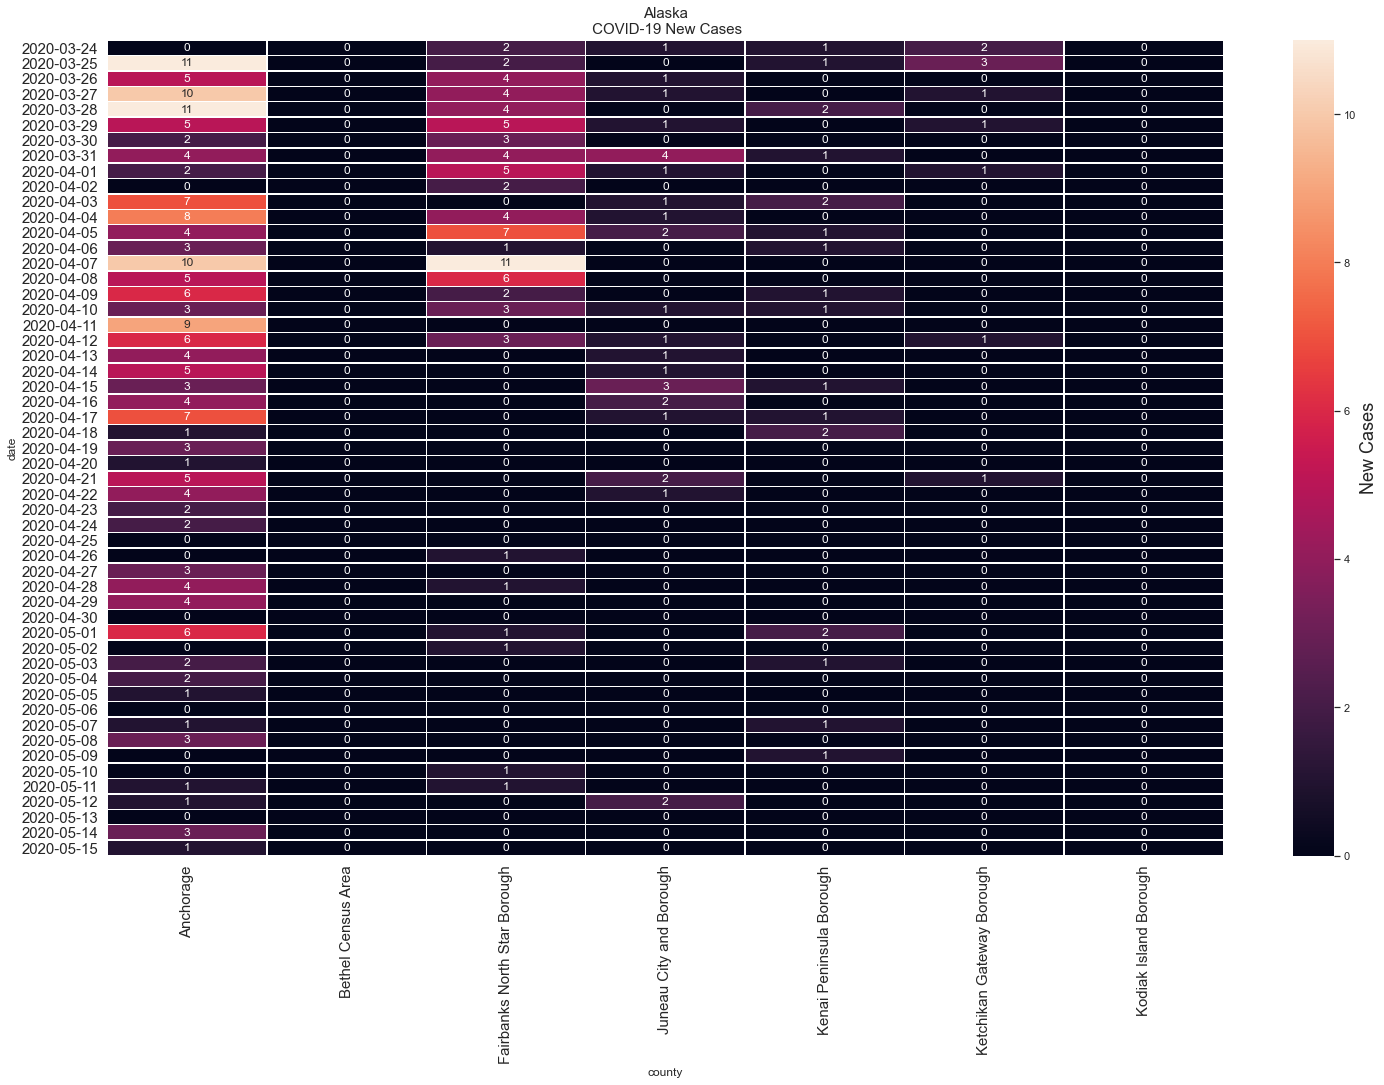 Alaska
COVID-19 New Cases
2020-03-24 0 0 2 1 1 2 0
2020-03-25 11 0 2 0 1 3 0
2020-03-26 5 0 4 1 0 0 0
2020-03-27 10 0 4 1 0 1 0
2020-03-28 11 0 4 0 2 0 0
2020-03-29 5 0 5 1 0 1 0
2020-03-30 2 0 3 0 0 0 0
2020-03-31 4 0 4 4 1 0 0
2020-04-01 2 0 5 1 0 1 0
2020-04-02 0 0 2 0 0 0 0
2020-04-03 7 0 0 1 2 0 0
2020-04-04 8 0 4 1 0 0 0
2020-04-05 4 0 7 2 1 0 0
2020-04-06 3 0 1 0 1 0 0
2020-04-07 10 0 11 0 0 0 0
2020-04-08 5 0 6 0 0 0 0
2020-04-09 6 0 2 0 1 0 0
2020-04-10 3 0 3 1 1 0 0
2020-04-11 9 0 0 0 0 0 0
2020-04-12 6 0 3 1 0 1 0
2020-04-13 4 0 0 1 0 0 0
2020-04-14 5 0 0 1 0 0 0
2020-04-15 3 0 0 3 1 0 0
2020-04-16 4 0 0 2 0 0 0
2020-04-17 7 0 0 1 1 0 0
2020-04-18 1 0 0 0 2 0 0
2020-04-19 3 0 0 0 0 0 0
2020-04-20 1 0 0 0 0 0 0
2020-04-21 5 0 0 2 0 1 0
2020-04-22 4 0 0 1 0 0 0
2020-04-23 2 0 0 0 0 0 0
2020-04-24 2 0 0 0 0 0 0
2020-04-25 0 0 0 0 0 0 0
2020-04-26 0 0 1 0 0 0 0
2020-04-27 3 0 0 0 0 0 0
2020-04-28 4 0 1 0 0 0 0
2020-04-29 4 0 0 0 0 0 0
2020-04-30 0 0 0 0 0 0 0
2020-05-01 6 0 1 0 2 0 0
2020-05-02 0 0 1 0 0 0 0
2020-05-03 2 0 0 0 1 0 0
2020-05-04 2 0 0 0 0 0 0
2020-05-05 1 0 0 0 0 0 0
2020-05-06 0 0 0 0 0 0 0
2020-05-07 1 0 0 0 1 0 0
2020-05-08 3 0 0 0 0 0 0
2020-05-09 0 0 0 0 1 0 0
2020-05-10 0 0 1 0 0 0 0
2020-05-11 1 0 1 0 0 0 0
2020-05-12 1 0 0 2 0 0 0
2020-05-13 0 0 0 0 0 0 0
2020-05-14 3 0 0 0 0 0 0
2020-05-15 1 0 0 0 0 0 0
date
Anchorage
Bethel Census Area
Fairbanks North Star Borough
Juneau City and Borough
Kenai Peninsula Borough
Ketchikan Gateway Borough
Kodiak Island Borough
county
10
8
6
4
2
0
New Cases